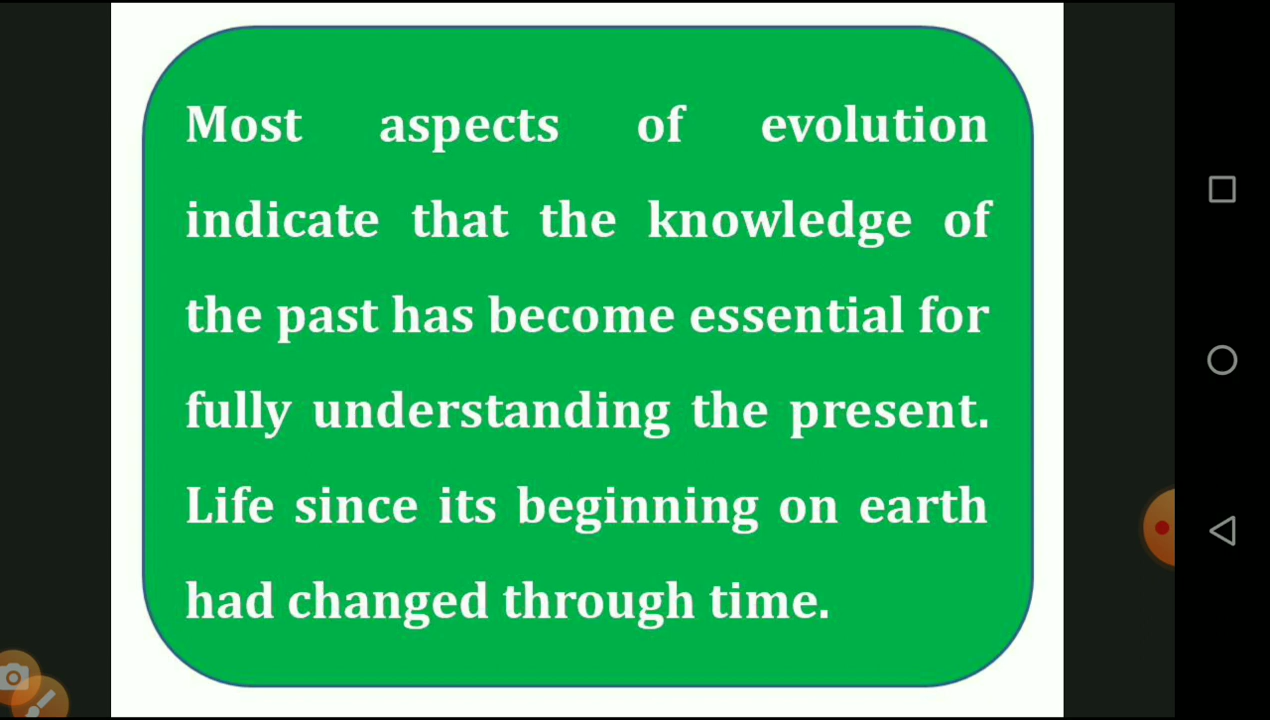 Most aspects of evolution
indicate that the knowledge of
the past has become essential for
fully understanding the present.
Life since its beginning on earth
had changed through time.